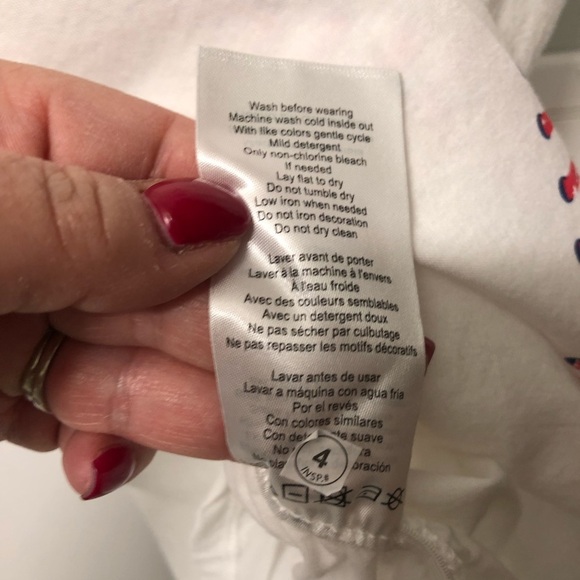 Wash before wearing
Machine wash cold inside out
With like colors gentle cycle
Mild detergent
Only non-chlorine bleach
If needed
Lay flat to dry
Do not tumble dry
Low iron when needed
Do not iron decoration
Do not dry clean
Laver avant de porter
Laver à la machine à l'envers
À l'eau froide
Avec des couleurs semblables
Avec un detergent doux
Ne pas sécher par culbutage
Ne pas repasser les motifs décoratifs
Lavar antes de usar
Lavar a máquina con agua fria
Por el revés
Con colores similares
Con suave
4
INSP.#